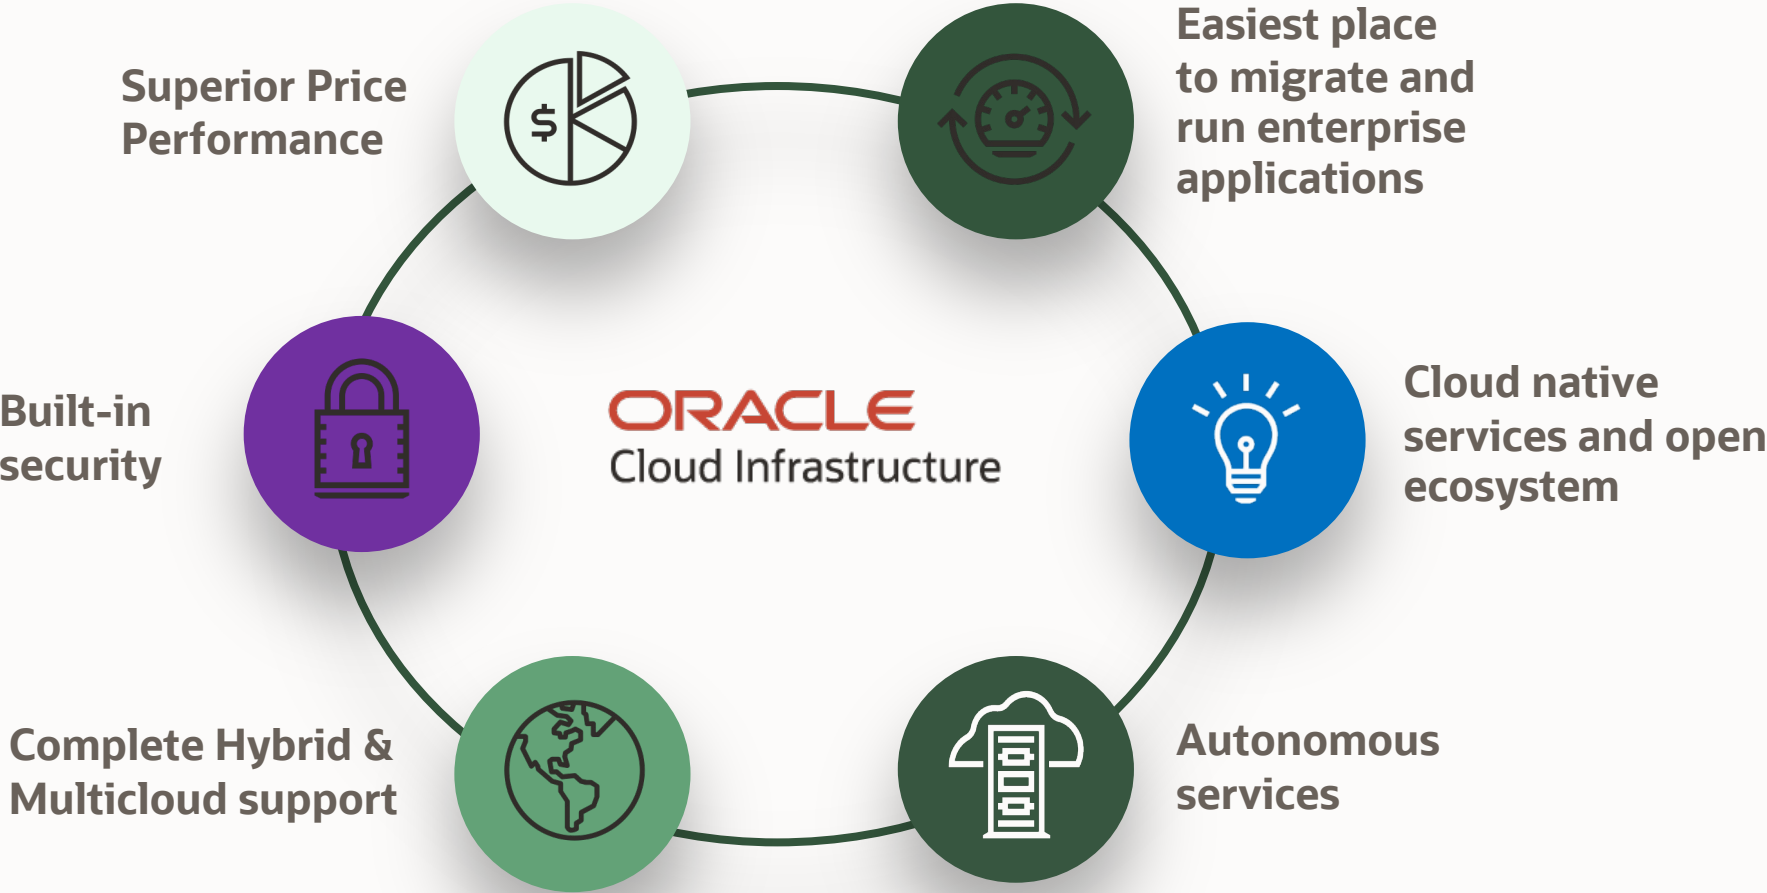 Superior Price
Performance
$
Easiest place
to migrate and
run enterprise
applications
Built-in
security
ORACLE
Cloud Infrastructure
Cloud native
services and open
ecosystem
Complete Hybrid &
Multicloud support
Autonomous
services